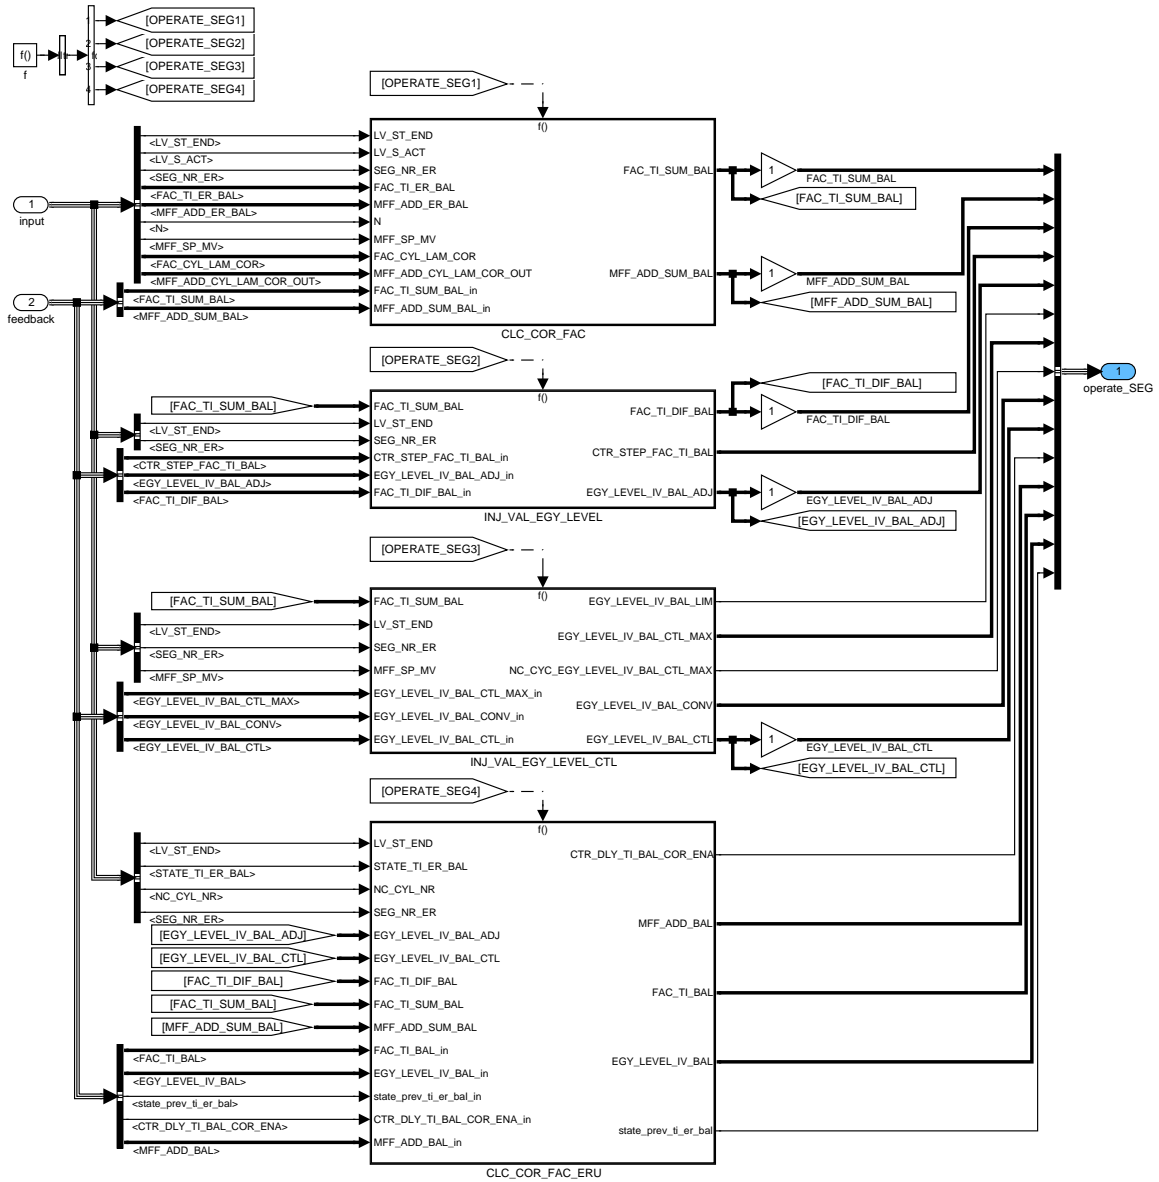 f()
f
1
2
3
4
[OPERATE_SEG1]
[OPERATE_SEG2]
[OPERATE_SEG3]
[OPERATE_SEG4]
1
input
2
feedback
[OPERATE_SEG1]
f()
<LV_ST_END>
<LV_S_ACT>
<SEG_NR_ER>
<FAC_TI_ER_BAL>
<MFF_ADD_ER_BAL>
<N>
<MFF_SP_MV>
<FAC_CYL_LAM_COR>
<MFF_ADD_CYL_LAM_COR_OUT>
<FAC_TI_SUM_BAL>
<MFF_ADD_SUM_BAL>
LV_ST_END
LV_S_ACT
SEG_NR_ER
FAC_TI_ER_BAL
MFF_ADD_ER_BAL
N
MFF_SP_MV
FAC_CYL_LAM_COR
MFF_ADD_CYL_LAM_COR_OUT
FAC_TI_SUM_BAL_in
MFF_ADD_SUM_BAL_in
FAC_TI_SUM_BAL
MFF_ADD_SUM_BAL
CLC_COR_FAC
1
FAC_TI_SUM_BAL
[FAC_TI_SUM_BAL]
1
MFF_ADD_SUM_BAL
[MFF_ADD_SUM_BAL]
[OPERATE_SEG2]
f()
[FAC_TI_SUM_BAL]
<LV_ST_END>
<SEG_NR_ER>
<CTR_STEP_FAC_TI_BAL>
<EGY_LEVEL_IV_BAL_ADJ>
<FAC_TI_DIF_BAL>
FAC_TI_SUM_BAL
LV_ST_END
SEG_NR_ER
CTR_STEP_FAC_TI_BAL_in
EGY_LEVEL_IV_BAL_ADJ_in
FAC_TI_DIF_BAL_in
FAC_TI_DIF_BAL
CTR_STEP_FAC_TI_BAL
EGY_LEVEL_IV_BAL_ADJ
INJ_VAL_EGY_LEVEL
[FAC_TI_DIF_BAL]
1
FAC_TI_DIF_BAL
1
EGY_LEVEL_IV_BAL_ADJ
[EGY_LEVEL_IV_BAL_ADJ]
1
operate_SEG
[OPERATE_SEG3]
f()
[FAC_TI_SUM_BAL]
<LV_ST_END>
<SEG_NR_ER>
<MFF_SP_MV>
<EGY_LEVEL_IV_BAL_CTL_MAX>
<EGY_LEVEL_IV_BAL_CONV>
<EGY_LEVEL_IV_BAL_CTL>
FAC_TI_SUM_BAL
LV_ST_END
SEG_NR_ER
MFF_SP_MV
EGY_LEVEL_IV_BAL_CTL_MAX_in
EGY_LEVEL_IV_BAL_CONV_in
EGY_LEVEL_IV_BAL_CTL_in
EGY_LEVEL_IV_BAL_LIM
EGY_LEVEL_IV_BAL_CTL_MAX
NC_CYC_EGY_LEVEL_IV_BAL_CTL_MAX
EGY_LEVEL_IV_BAL_CONV
EGY_LEVEL_IV_BAL_CTL
INJ_VAL_EGY_LEVEL_CTL
1
EGY_LEVEL_IV_BAL_CTL
[EGY_LEVEL_IV_BAL_CTL]
[OPERATE_SEG4]
f()
<LV_ST_END>
<STATE_TI_ER_BAL>
<NC_CYL_NR>
<SEG_NR_ER>
[EGY_LEVEL_IV_BAL_ADJ]
[EGY_LEVEL_IV_BAL_CTL]
[FAC_TI_DIF_BAL]
[FAC_TI_SUM_BAL]
[MFF_ADD_SUM_BAL]
<FAC_TI_BAL>
<EGY_LEVEL_IV_BAL>
<state_prev_ti_er_bal>
<CTR_DLY_TI_BAL_COR_ENA>
<MFF_ADD_BAL>
LV_ST_END
STATE_TI_ER_BAL
NC_CYL_NR
SEG_NR_ER
EGY_LEVEL_IV_BAL_ADJ
EGY_LEVEL_IV_BAL_CTL
FAC_TI_DIF_BAL
FAC_TI_SUM_BAL
MFF_ADD_SUM_BAL
FAC_TI_BAL_in
EGY_LEVEL_IV_BAL_in
state_prev_ti_er_bal_in
CTR_DLY_TI_BAL_COR_ENA_in
MFF_ADD_BAL_in
CTR_DLY_TI_BAL_COR_ENA
MFF_ADD_BAL
FAC_TI_BAL
EGY_LEVEL_IV_BAL
state_prev_ti_er_bal
CLC_COR_FAC_ERU